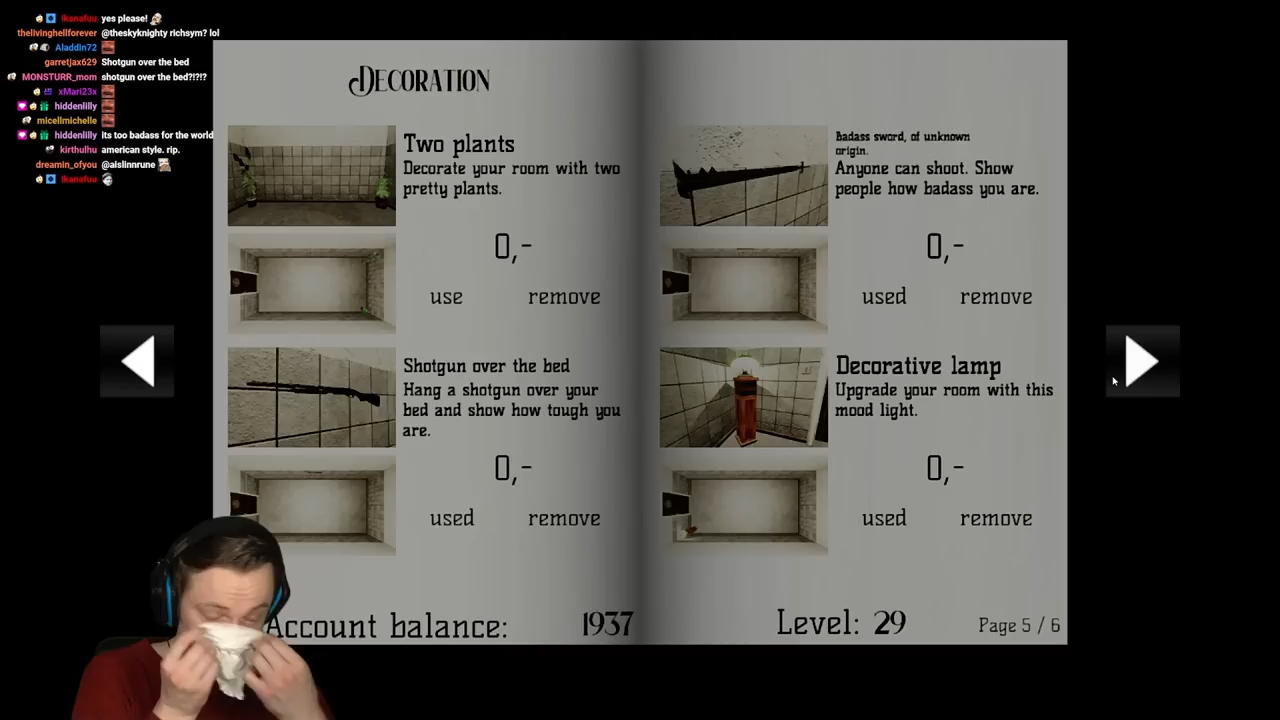 Ikanafuu yes please!
thelivinghellforever @theskyknighty richsym? lol
Aladdin72
garretjax629 Shotgun over the bed
MONSTURR_mom shotgun over the bed?!?!?
xMari23x
hiddenlilly
micellmichelle
hiddenlilly its too badass for the world
kirthulhu american style. rip.
dreamin_ofyou @aislinnrune
Ikanafuu
Decoration
Two plants
Decorate your room with two
pretty plants.
0,-
use remove
Shotgun over the bed
Hang a shotgun over your
bed and show how tough you
are.
0,-
used remove
Badass sword, of unknown
origin.
Anyone can shoot. Show
people how badass you are.
0,-
used remove
Decorative lamp
Upgrade your room with this
mood light.
0,-
used remove
Account balance: 1937
Level: 29
Page 5 / 6